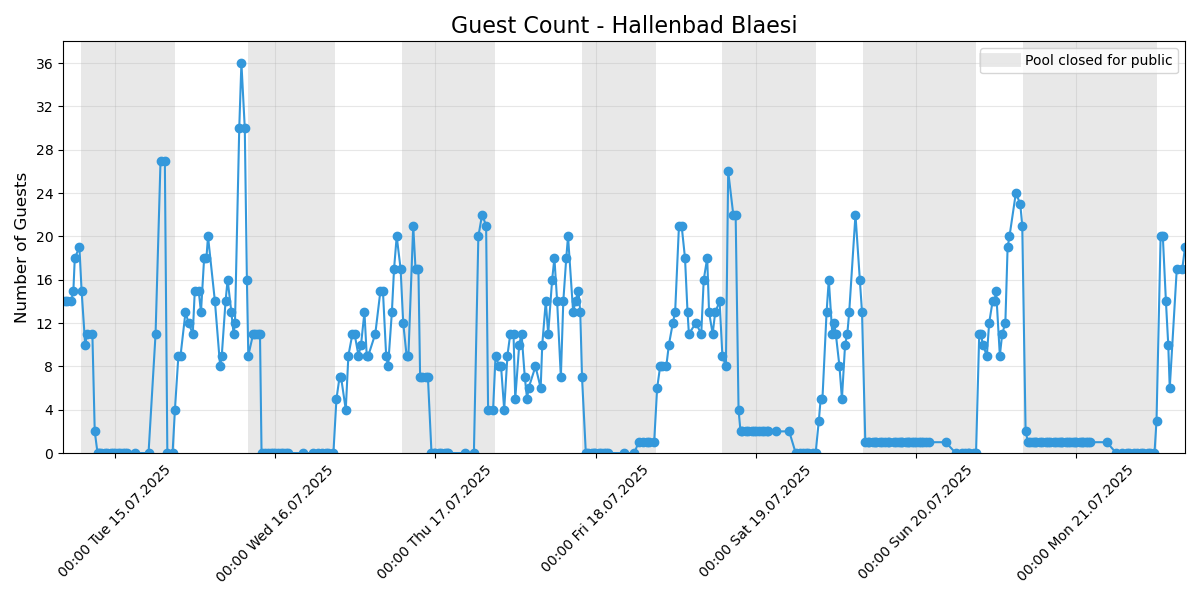 Guest Count - Hallenbad Blaesi
Pool closed for public
Number of Guests
36
32
28
24
20
16
12
8
4
0
00:00 Tue 15.07.2025
00:00 Wed 16.07.2025
00:00 Thu 17.07.2025
00:00 Fri 18.07.2025
00:00 Sat 19.07.2025
00:00 Sun 20.07.2025
00:00 Mon 21.07.2025